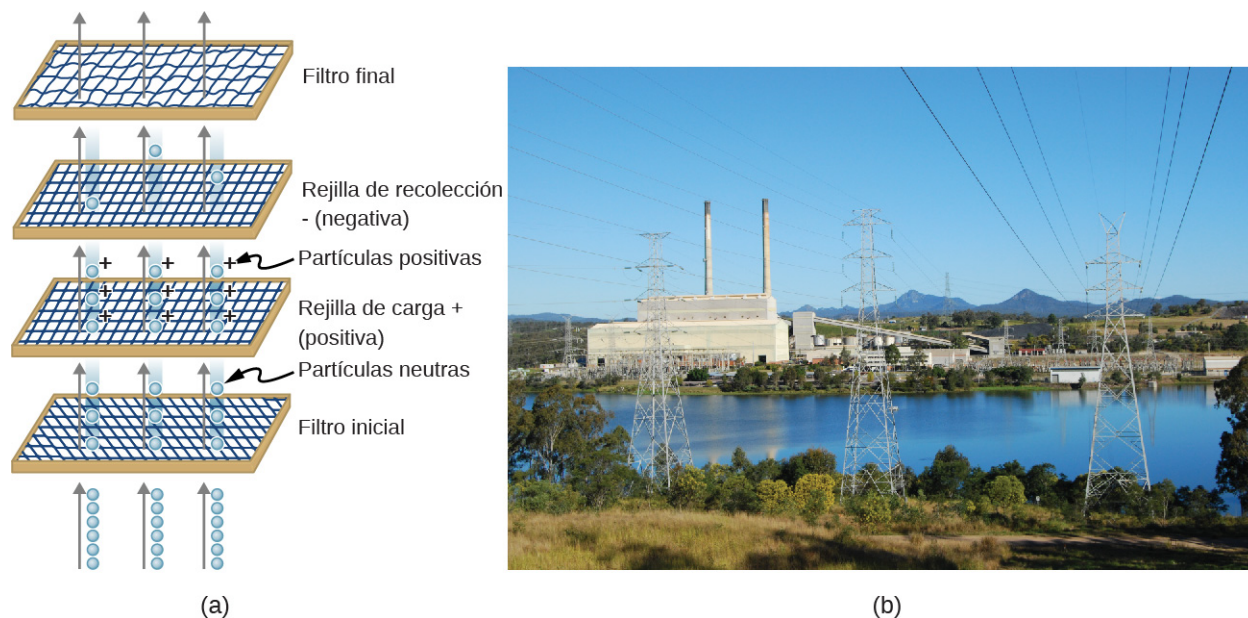 Filtro final
Rejilla de recolección
- (negativa)
Partículas positivas
Rejilla de carga +
(positiva)
Partículas neutras
Filtro inicial
+ + +
+ + +
+ + +
(a)
(b)